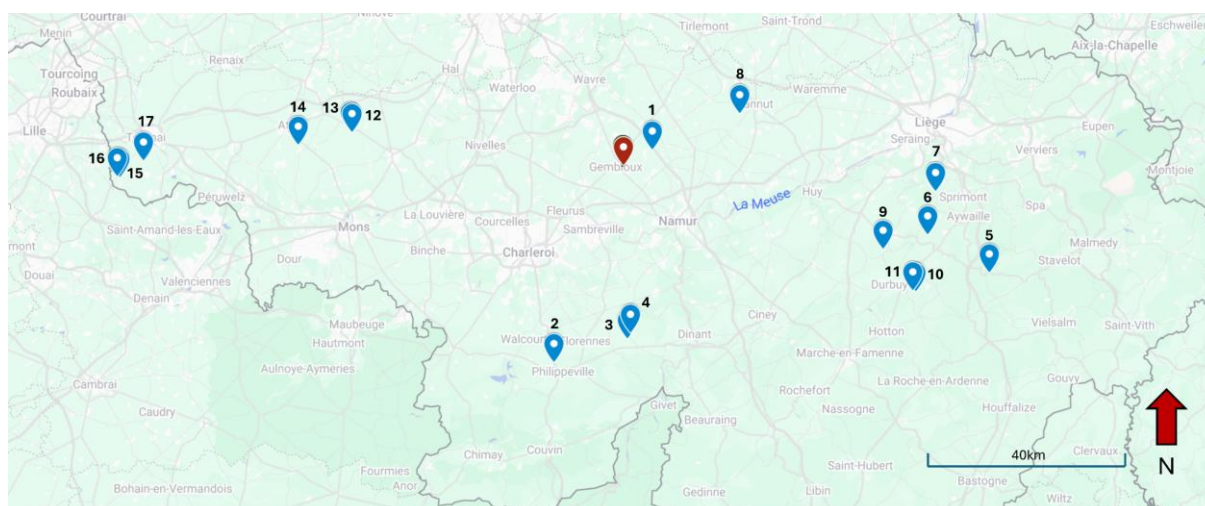 Courtrai
Ninove
Tirlemont
Saint-Trond
Eschweiler
Menin
Aix-la-Chapelle
Tourcoing
Renaix
Hal
Wavre
8
Roubaix
Waterloo
Waremme
14
13
12
1
Liège
Eupen
Lille
17
Seraing
Verviers
Nivelles
7
Montjoie
16
15
Gembloux
Huy
Sprimont
Spa
Péruwelz
La Louvière
Fleurus
La Meuse
6
Aywaille
Saint-Amand-les-Eaux
Mons
Courcelles
Sambreville
Namur
9
5
Malmedy
Binche
Charleroi
Stavelot
Douai
Dour
Valenciennes
11
10
Durbuy
Denain
4
Ciney
Maubeuge
3
Dinant
Hotton
Vielsalm
Saint-Vith
2
Walcourt
Florennes
Hautmont
Marche-en-Famenne
Philippeville
Aulnoye-Aymeries
La Roche-en-Ardenne
Gouvy
Cambrai
Rochefort
Caudry
Givet
Nassogne
Houffalize
Beauraing
40km
Clervaux
Chimay
Couvin
Saint-Hubert
N
Fourmies
Bastogne
Bohain-en-Vermandois
Anor
Gedinne
Libin
Wiltz